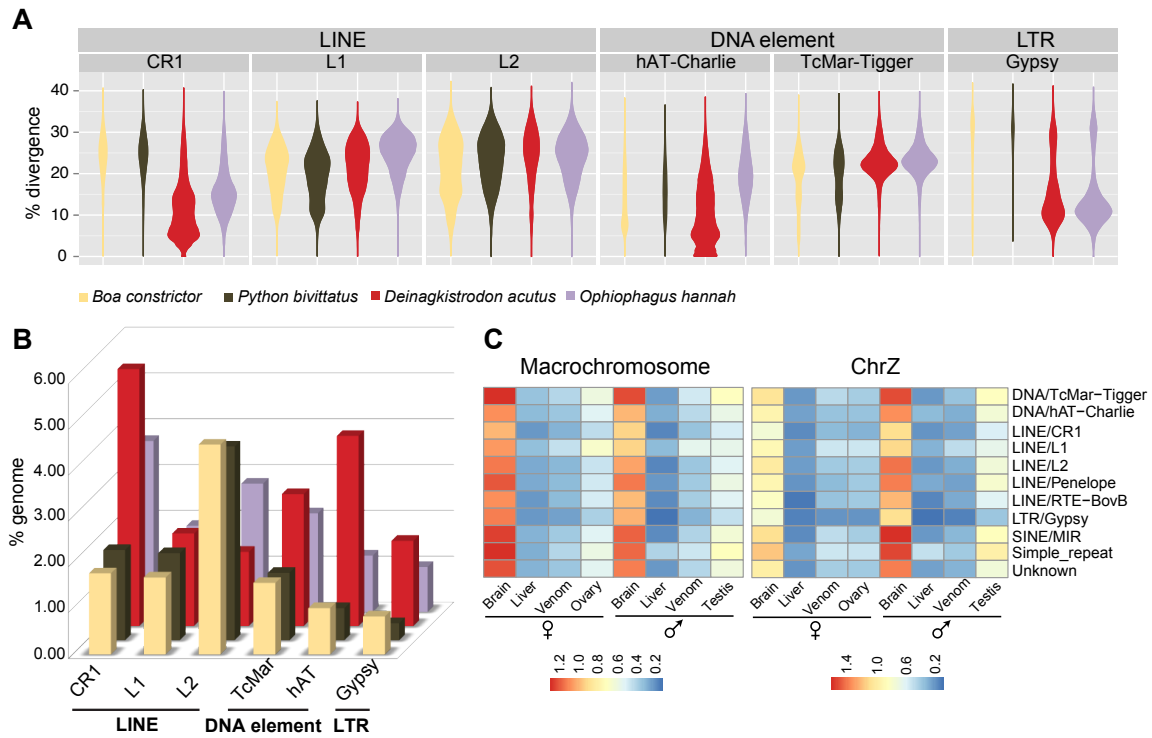 A
LINE
DNA element
LTR
CR1
L1
L2
hAT-Charlie
TcMar-Tigger
Gypsy
% divergence
40
30
20
10
0
Boa constrictor
Python bivittatus
Deinagkistrodon acutus
Ophiophagus hannah
B
% genome
6.00
5.00
4.00
3.00
2.00
1.00
0.00
CR1
L1
L2
TcMar
hAT
Gypsy
LINE
DNA element
LTR
C
Macrochromosome
ChrZ
DNA/TcMar−Tigger
DNA/hAT−Charlie
LINE/CR1
LINE/L1
LINE/L2
LINE/Penelope
LINE/RTE−BovB
LTR/Gypsy
SINE/MIR
Simple_repeat
Unknown
Brain
Liver
Venom
Ovary
Brain
Liver
Venom
Testis
Brain
Liver
Venom
Ovary
Brain
Liver
Venom
Testis
♀
♂
♀
♂
1.2
1.0
0.8
0.6
0.4
0.2
1.4
1.0
0.6
0.2